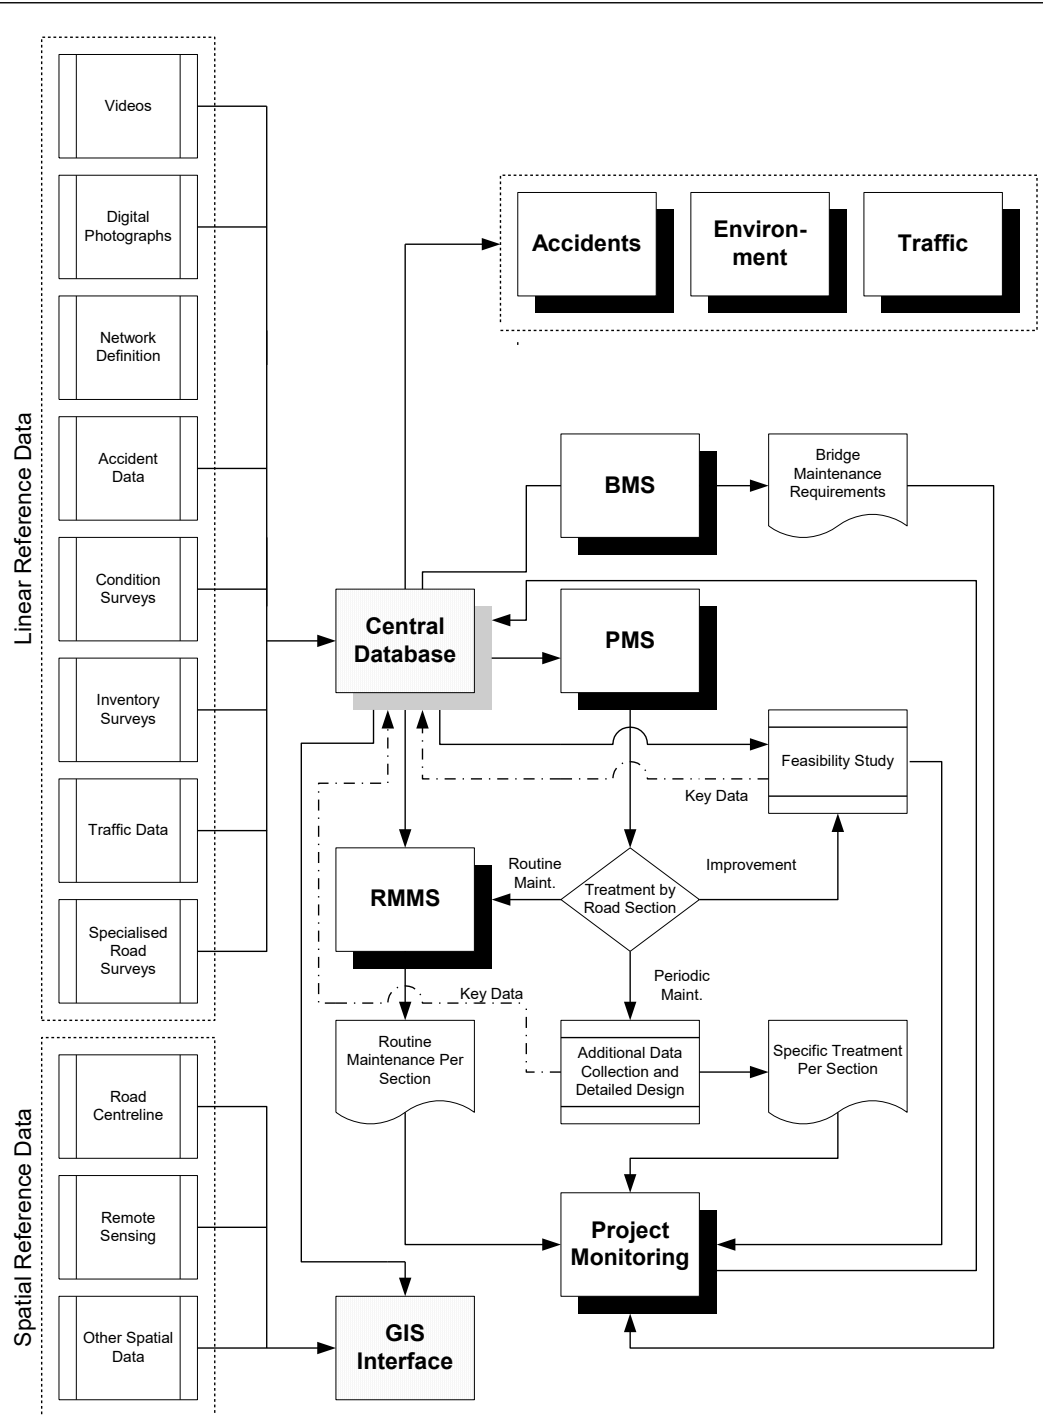 Linear Reference Data
Videos
Digital
Photographs
Network
Definition
Accident
Data
Condition
Surveys
Inventory
Surveys
Traffic Data
Specialised
Road
Surveys
Spatial Reference Data
Road
Centreline
Remote
Sensing
Other Spatial
Data
Accidents
Environ-
ment
Traffic
BMS
Bridge
Maintenance
Requirements
Central
Database
PMS
Feasibility Study
Key Data
Routine
Maint.
Improvement
RMMS
Treatment by
Road Section
Periodic
Maint.
Key Data
Routine
Maintenance Per
Section
Additional Data
Collection and
Detailed Design
Specific Treatment
Per Section
Project
Monitoring
GIS
Interface